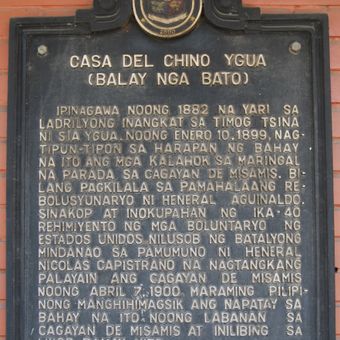 CASA DEL CHINO YGUA
(BALAY NGA BATO)
IPINAGAWA NOONG 1882 NA YARI SA
LADRILYONG INANGKAT SA TIMOG TSINA
NI SIA YGUA. NOONG ENERO 10, 1899, NAG-
TIPUN-TIPON SA HARAPAN NG BAHAY
NA ITO ANG MGA KALAHOK SA MARINGAL
NA PARADA SA CAGAYAN DE MISAMIS, BI-
LANG PAGKILALA SA PAMAHALAANG RE-
BOLUSYUNARYO NI HENERAL AGUINALDO.
SINAKOP AT INOKUPAHAN NG IKA-40
REHIMIYENTO NG MGA BOLUNTARYO NG
ESTADOS UNIDOS NILUSOB NG BATALYONG
MINDANAO SA PAMUMUNO NI HENERAL
NICOLAS CAPISTRANO NA NAGTANGKANG
PALAYAIN ANG CAGAYAN DE MISAMIS
NOONG ABRIL 7, 1900. MARAMING PILIPI-
NONG MANGHIHIMAGSIK ANG NAPATAY SA
BAHAY NA ITO NOONG LABANAN SA
CAGAYAN DE MISAMIS AT INILIBING SA